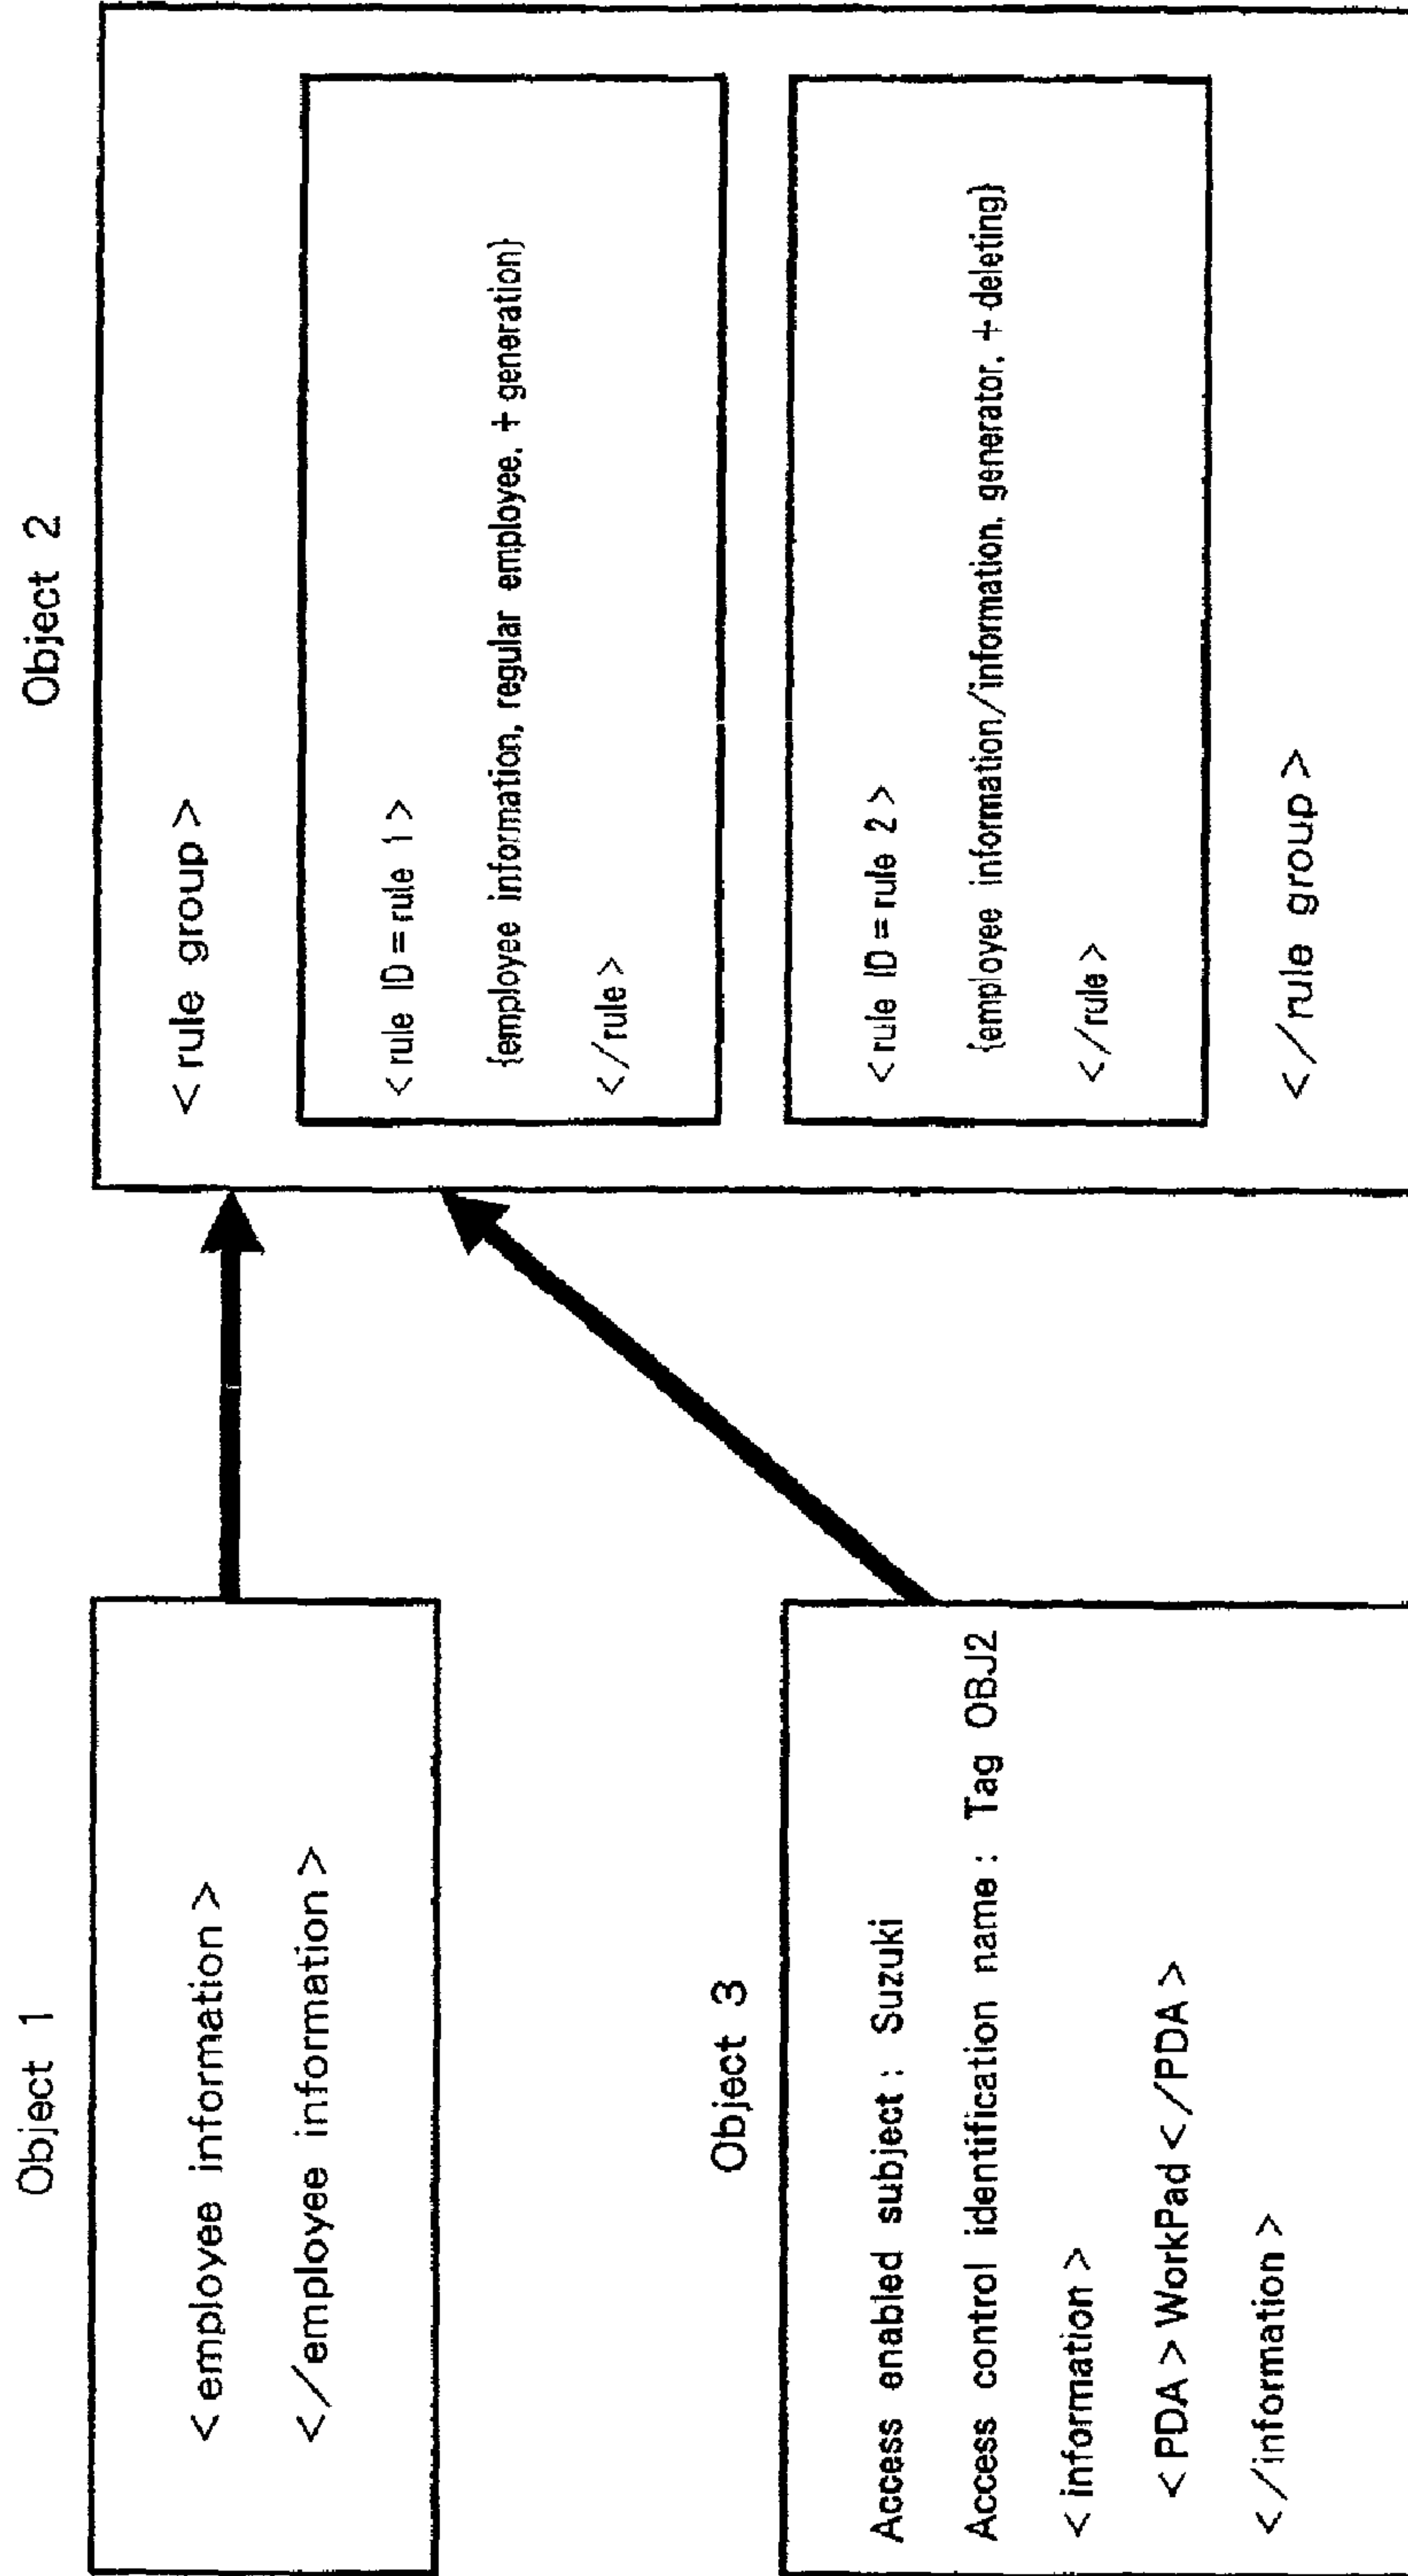 Object 1
<employee information>
</employee information>
Object 2
<rule group>
<rule ID=rule 1>
{employee information, regular employee, +generation}
</rule>
<rule ID=rule 2>
{employee information/information, generator, +deleting}
</rule>
</rule group>
Object 3
Access enabled subject : Suzuki
Access control identification name : Tag OBJ2
<information>
<PDA>WorkPad</PDA>
</information>